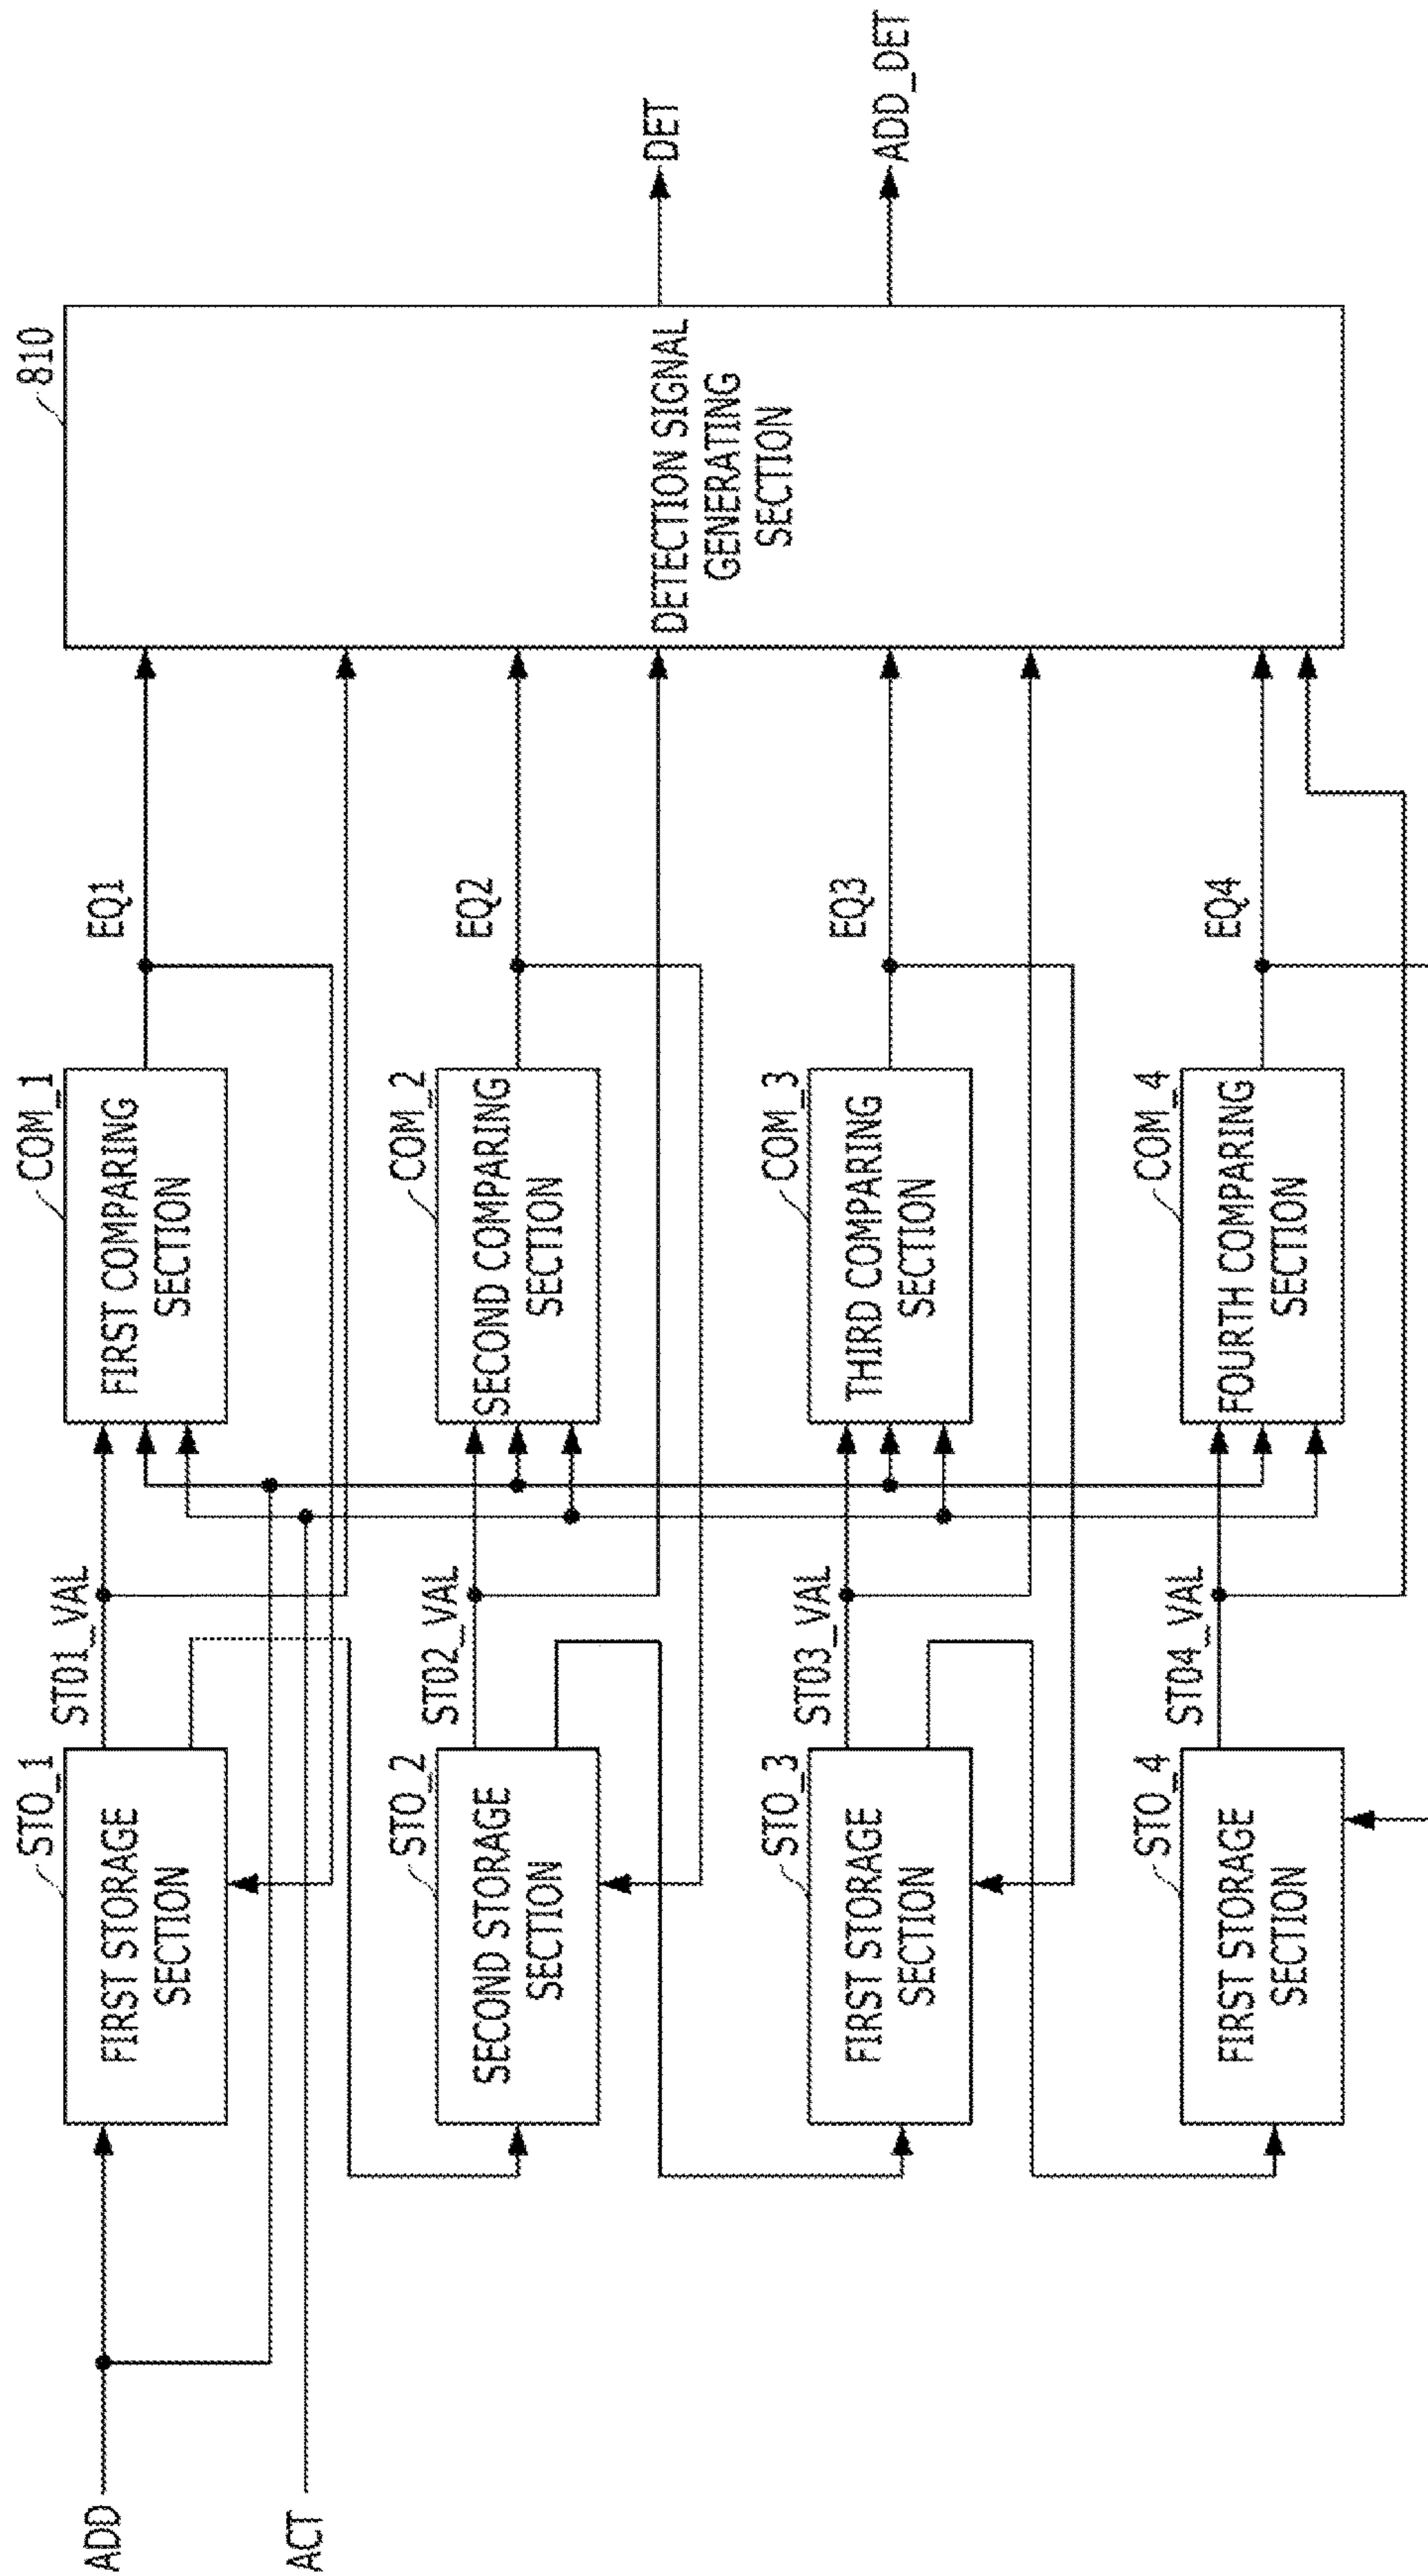 ADD
ACT
STO_1
FIRST STORAGE
SECTION
STO1_VAL
COM_1
FIRST COMPARING
SECTION
EQ1
STO_2
SECOND STORAGE
SECTION
STO2_VAL
COM_2
SECOND COMPARING
SECTION
EQ2
STO_3
FIRST STORAGE
SECTION
STO3_VAL
COM_3
THIRD COMPARING
SECTION
EQ3
STO_4
FIRST STORAGE
SECTION
STO4_VAL
COM_4
FOURTH COMPARING
SECTION
EQ4
810
DETECTION SIGNAL
GENERATING
SECTION
DET
ADD_DET